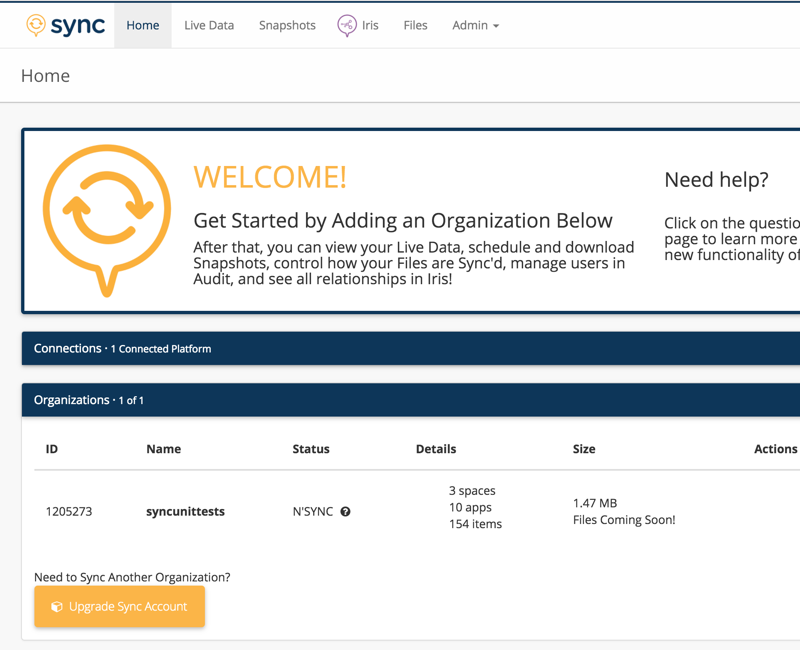 sync
Home Live Data Snapshots Iris Files Admin
Home
WELCOME!
Get Started by Adding an Organization Below
After that, you can view your Live Data, schedule and download
Snapshots, control how your Files are Sync'd, manage users in
Audit, and see all relationships in Iris!
Need help?
Click on the questio
page to learn more
new functionality of
Connections · 1 Connected Platform
Organizations · 1 of 1
ID Name Status Details Size Actions
1205273 syncunittests N'SYNC ?
3 spaces
10 apps
154 items
1.47 MB
Files Coming Soon!
Need to Sync Another Organization?
Upgrade Sync Account